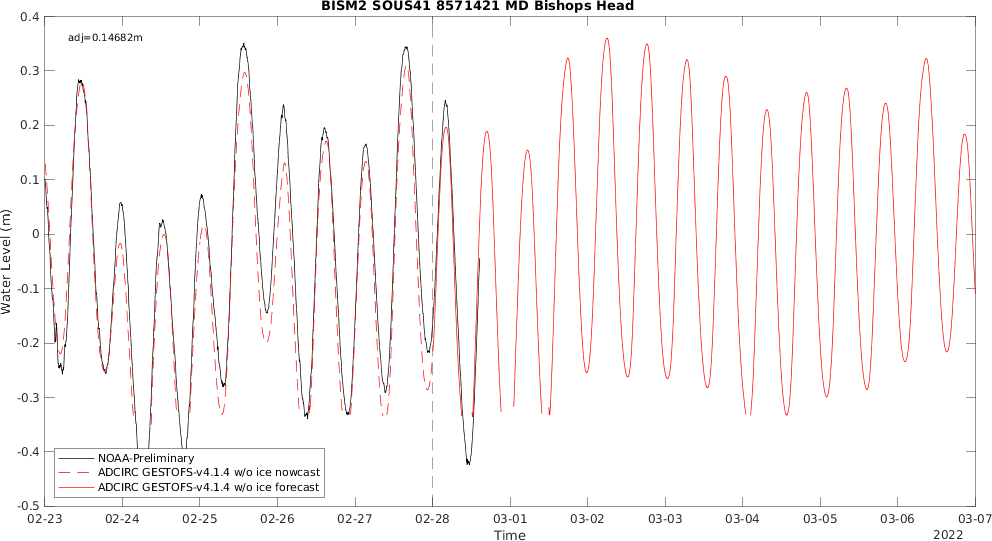 BISM2 SOUS41 8571421 MD Bishops Head
adj=0.14682m
0.4
0.3
0.2
0.1
0
-0.1
-0.2
-0.3
-0.4
-0.5
Water Level (m)
NOAA-Preliminary
ADCIRC GESTOFS-v4.1.4 w/o ice nowcast
ADCIRC GESTOFS-v4.1.4 w/o ice forecast
02-23 02-24 02-25 02-26 02-27 02-28 03-01 03-02 03-03 03-04 03-05 03-06 03-07
Time
2022